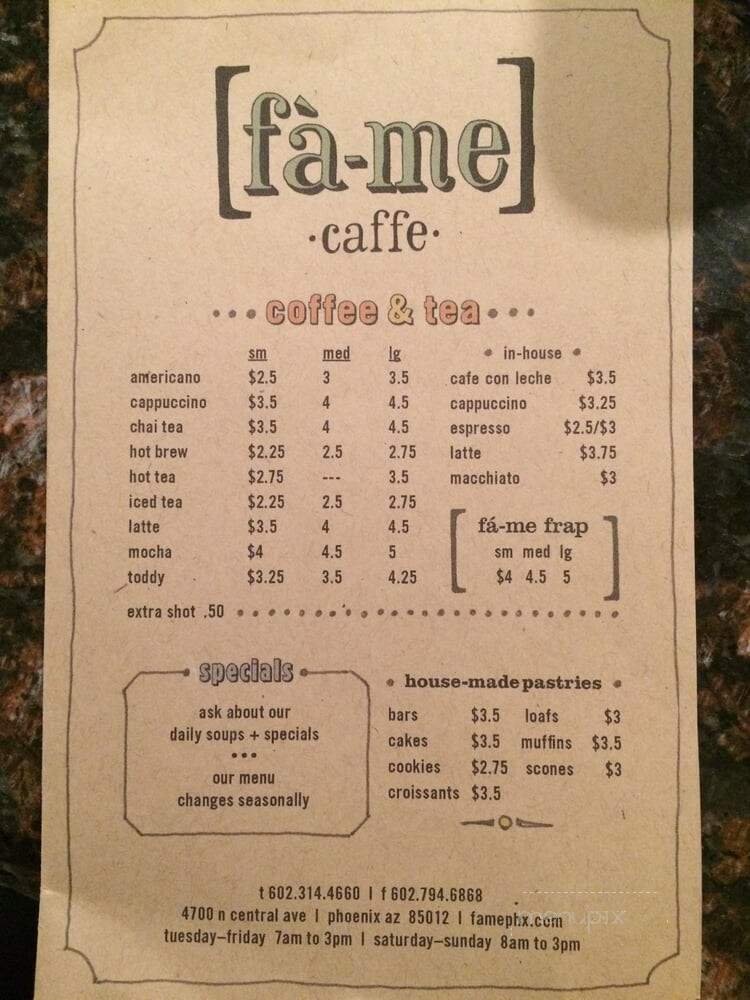 [fà-me]
·caffe·
••• coffee & tea •••
sm med lg
americano $2.5 3 3.5
cappuccino $3.5 4 4.5
chai tea $3.5 4 4.5
hot brew $2.25 2.5 2.75
hot tea $2.75 --- 3.5
iced tea $2.25 2.5 2.75
latte $3.5 4 4.5
mocha $4 4.5 5
toddy $3.25 3.5 4.25
extra shot .50
• in-house •
cafe con leche $3.5
cappuccino $3.25
espresso $2.5/$3
latte $3.75
macchiato $3
fá-me frap
sm med lg
$4 4.5 5
specials
ask about our
daily soups + specials
•••
our menu
changes seasonally
• house-made pastries •
bars $3.5 loafs $3
cakes $3.5 muffins $3.5
cookies $2.75 scones $3
croissants $3.5
t 602.314.4660 | f 602.794.6868
4700 n central ave | phoenix az 85012 | famephx.com
tuesday–friday 7am to 3pm | saturday–sunday 8am to 3pm